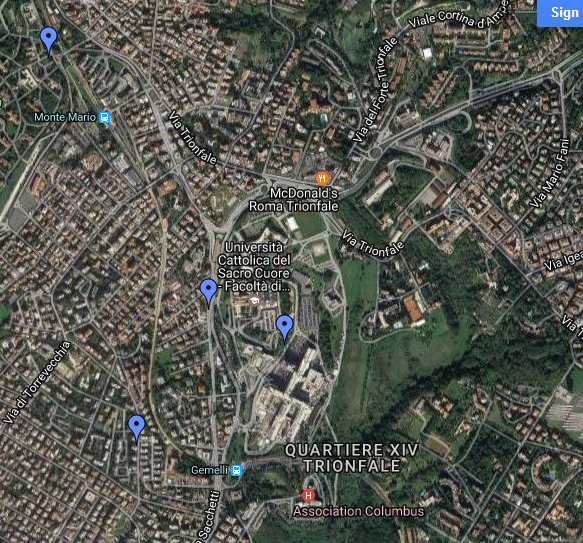 Sign
Viale Cortina d'Ampe
Via del Forte Trionfale
Monte Mario
Via Trionfale
Via Mario Fani
McDonald's
Roma Trionfale
Via Trionfale
Università
Cattolica del
Sacro Cuore
- Facoltà di...
Via Igea
Via Tr
Via di Torrevecchia
QUARTIERE XIV
TRIONFALE
Gemelli
H
Association Columbus
Sacchetti